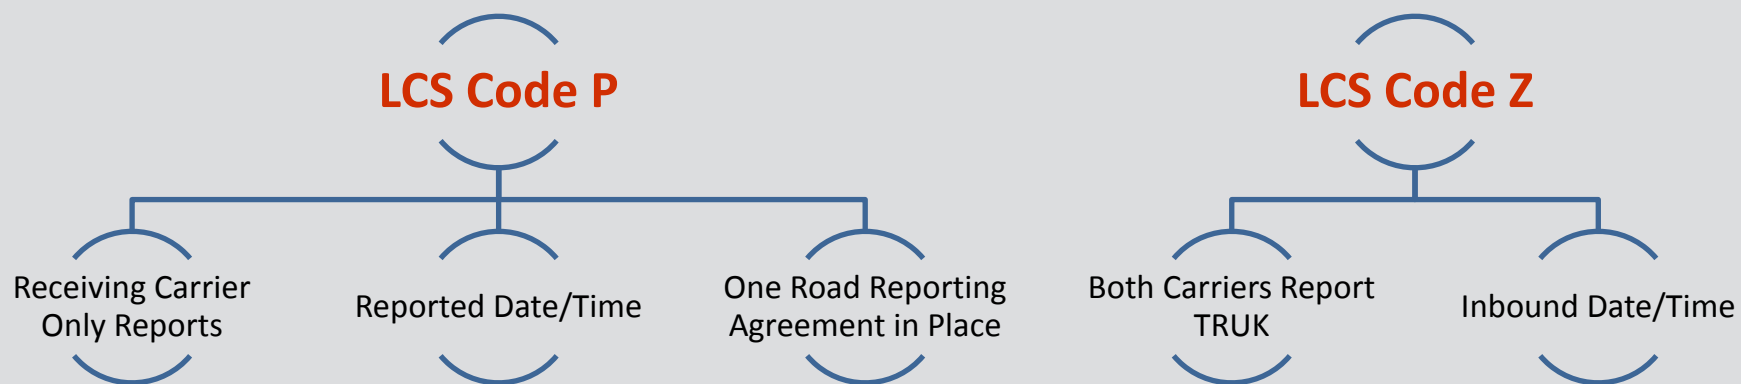 LCS Code P
LCS Code Z
Receiving Carrier
Only Reports
Reported Date/Time
One Road Reporting
Agreement in Place
Both Carriers Report
TRUK
Inbound Date/Time